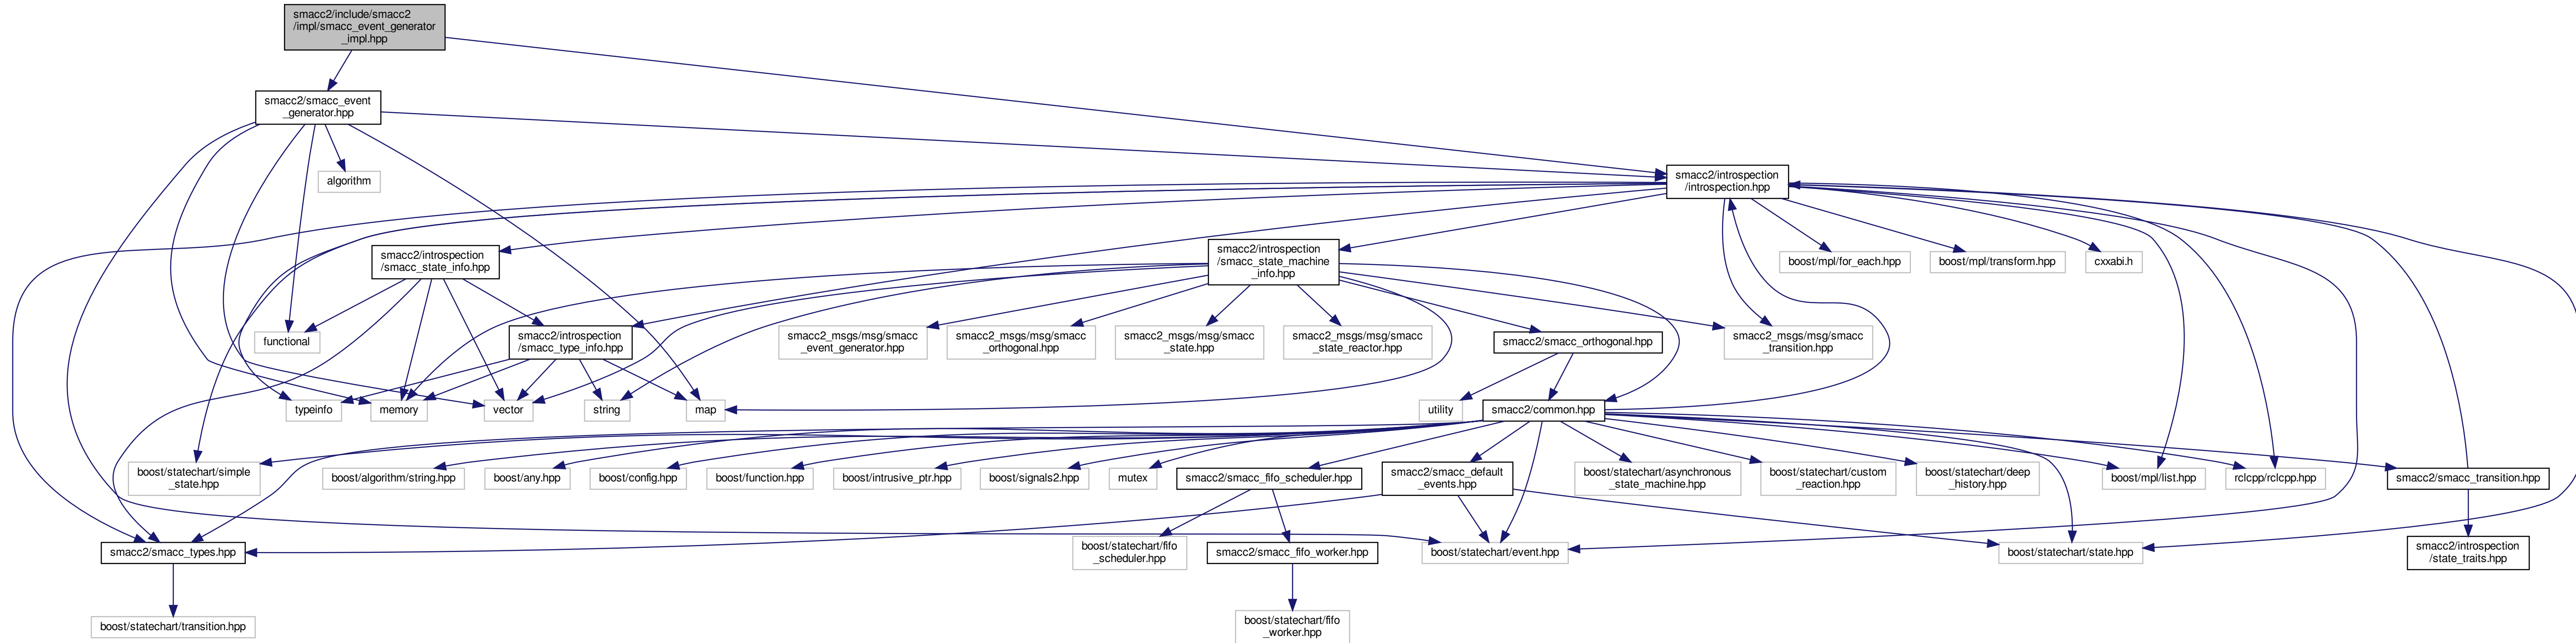 smacc2/include/smacc2
/impl/smacc_event_generator
_impl.hpp
smacc2/smacc_event
_generator.hpp
algorithm
smacc2/introspection
/introspection.hpp
smacc2/introspection
/smacc_state_info.hpp
smacc2/introspection
/smacc_state_machine
_info.hpp
boost/mpl/for_each.hpp
boost/mpl/transform.hpp
cxxabi.h
functional
smacc2/introspection
/smacc_type_info.hpp
smacc2_msgs/msg/smacc
_event_generator.hpp
smacc2_msgs/msg/smacc
_orthogonal.hpp
smacc2_msgs/msg/smacc
_state.hpp
smacc2_msgs/msg/smacc
_state_reactor.hpp
smacc2/smacc_orthogonal.hpp
smacc2_msgs/msg/smacc
_transition.hpp
typeinfo
memory
vector
string
map
utility
smacc2/common.hpp
boost/statechart/simple
_state.hpp
boost/algorithm/string.hpp
boost/any.hpp
boost/config.hpp
boost/function.hpp
boost/intrusive_ptr.hpp
boost/signals2.hpp
mutex
smacc2/smacc_fifo_scheduler.hpp
smacc2/smacc_default
_events.hpp
boost/statechart/asynchronous
_state_machine.hpp
boost/statechart/custom
_reaction.hpp
boost/statechart/deep
_history.hpp
boost/mpl/list.hpp
rclcpp/rclcpp.hpp
smacc2/smacc_transition.hpp
smacc2/smacc_types.hpp
boost/statechart/fifo
_scheduler.hpp
smacc2/smacc_fifo_worker.hpp
boost/statechart/event.hpp
boost/statechart/state.hpp
smacc2/introspection
/state_traits.hpp
boost/statechart/transition.hpp
boost/statechart/fifo
_worker.hpp